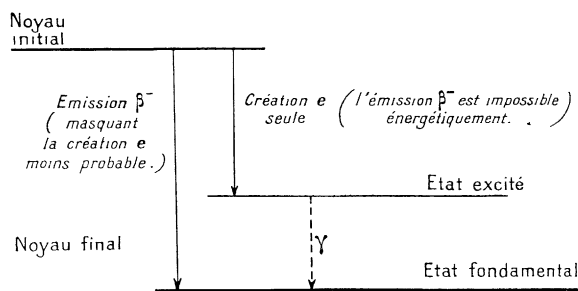 Noyau
initial
Emission β⁻
( masquant
la création e
moins probable.)
Création e
seule
( l'émission β⁻ est impossible )
énergétiquement.
Etat excité
γ
Noyau final
Etat fondamental